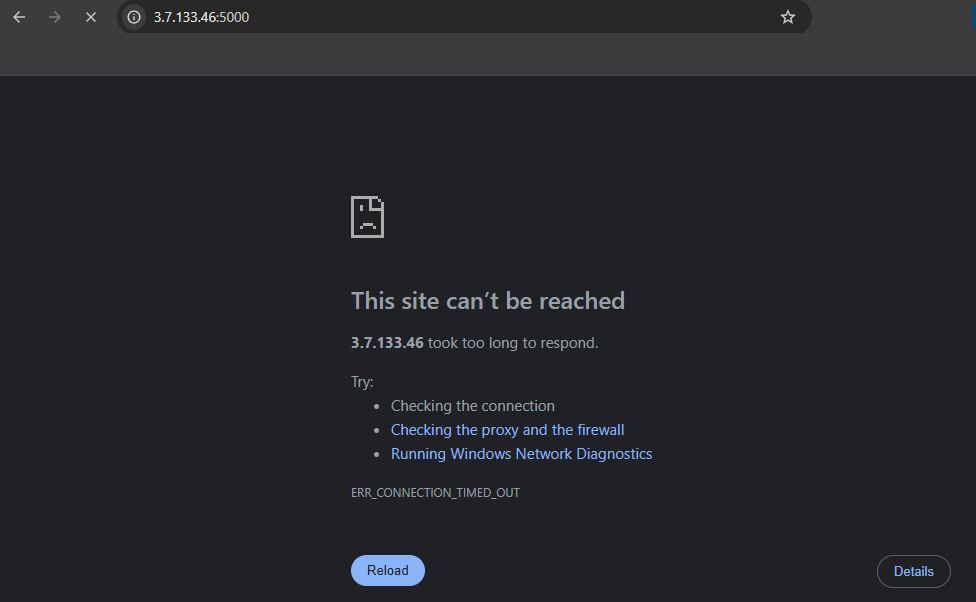 3.7.133.46:5000
This site can’t be reached
3.7.133.46 took too long to respond.
Try:
Checking the connection
Checking the proxy and the firewall
Running Windows Network Diagnostics
ERR_CONNECTION_TIMED_OUT
Reload
Details